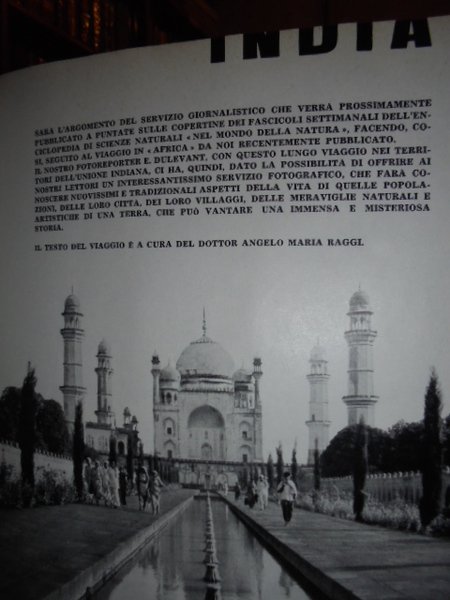 INDIA
SARÀ L'ARGOMENTO DEL SERVIZIO GIORNALISTICO CHE VERRÀ PROSSIMAMENTE
PUBBLICATO A PUNTATE SULLE COPERTINE DEI FASCICOLI SETTIMANALI DELL'EN-
CICLOPEDIA DI SCIENZE NATURALI «NEL MONDO DELLA NATURA», FACENDO, CO-
SI, SEGUITO AL VIAGGIO IN «AFRICA» DA NOI RECENTEMENTE PUBBLICATO.
IL NOSTRO FOTOREPORTER E. DULEVANT, CON QUESTO LUNGO VIAGGIO NEI TERRI-
TORI DELL'UNIONE INDIANA, CI HA, QUINDI, DATO LA POSSIBILITÀ DI OFFRIRE AI
NOSTRI LETTORI UN INTERESSANTISSIMO SERVIZIO FOTOGRAFICO, CHE FARÀ CO-
NOSCERE NUOVISSIMI E TRADIZIONALI ASPETTI DELLA VITA DI QUELLE POPOLA-
ZIONI, DELLE LORO CITTÀ, DEI LORO VILLAGGI, DELLE MERAVIGLIE NATURALI E
ARTISTICHE DI UNA TERRA, CHE PUÒ VANTARE UNA IMMENSA E MISTERIOSA
STORIA.
IL TESTO DEL VIAGGIO È A CURA DEL DOTTOR ANGELO MARIA RAGGI.